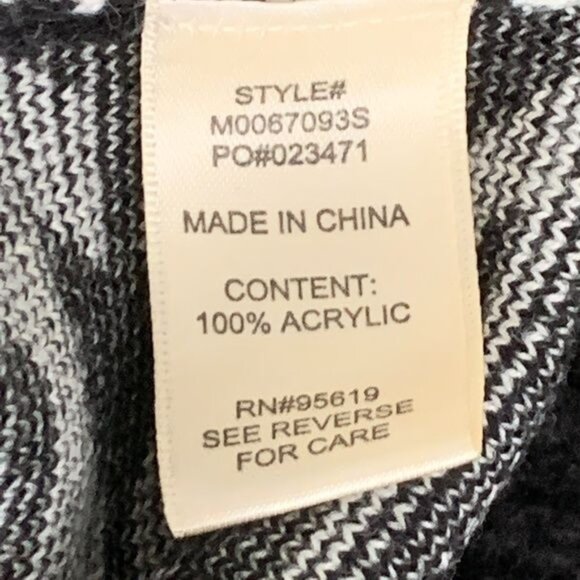 STYLE#
M0067093S
PO#023471
MADE IN CHINA
CONTENT:
100% ACRYLIC
RN#95619
SEE REVERSE
FOR CARE